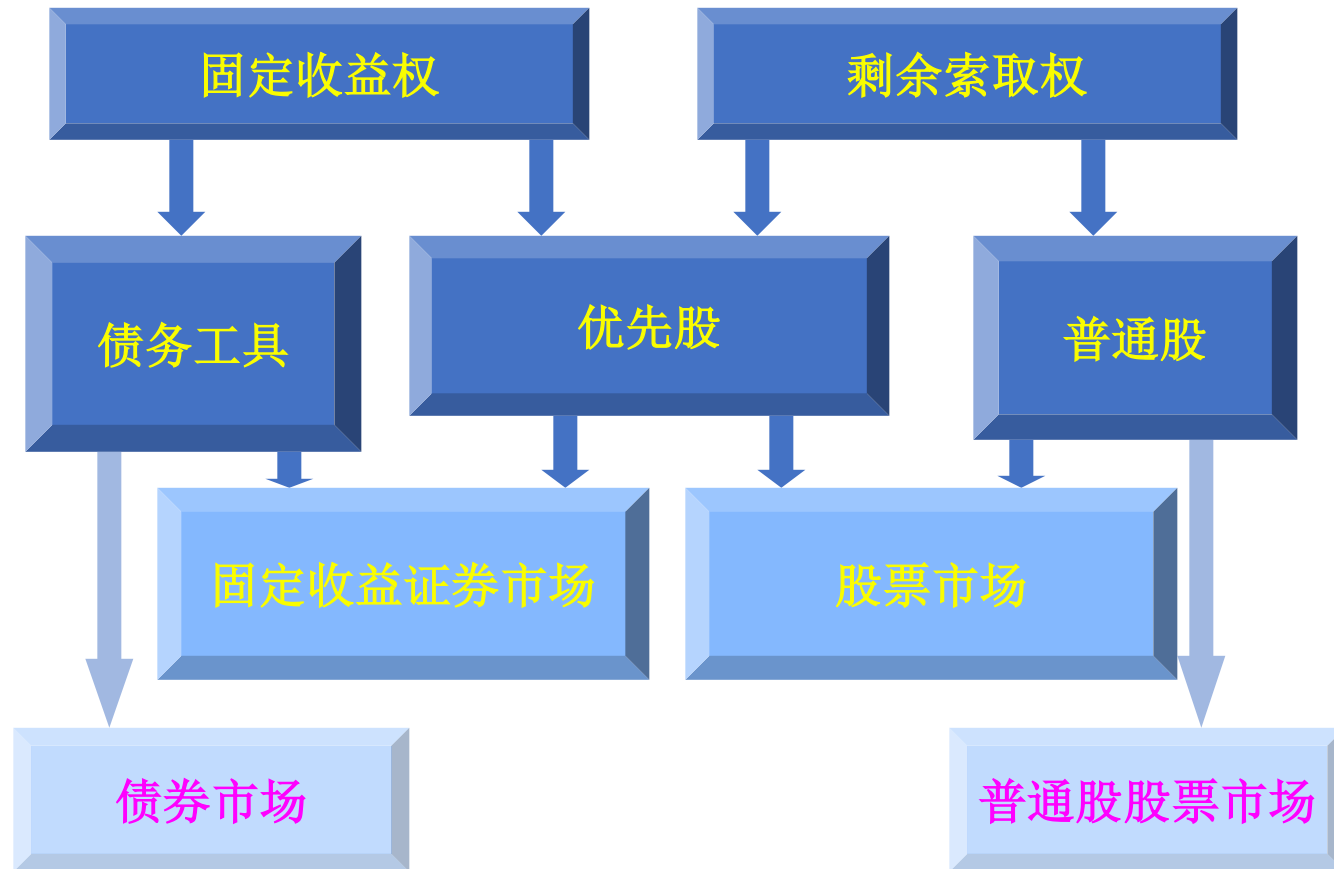 固定收益权
剩余索取权
债务工具
优先股
普通股
固定收益证券市场
股票市场
债券市场
普通股股票市场